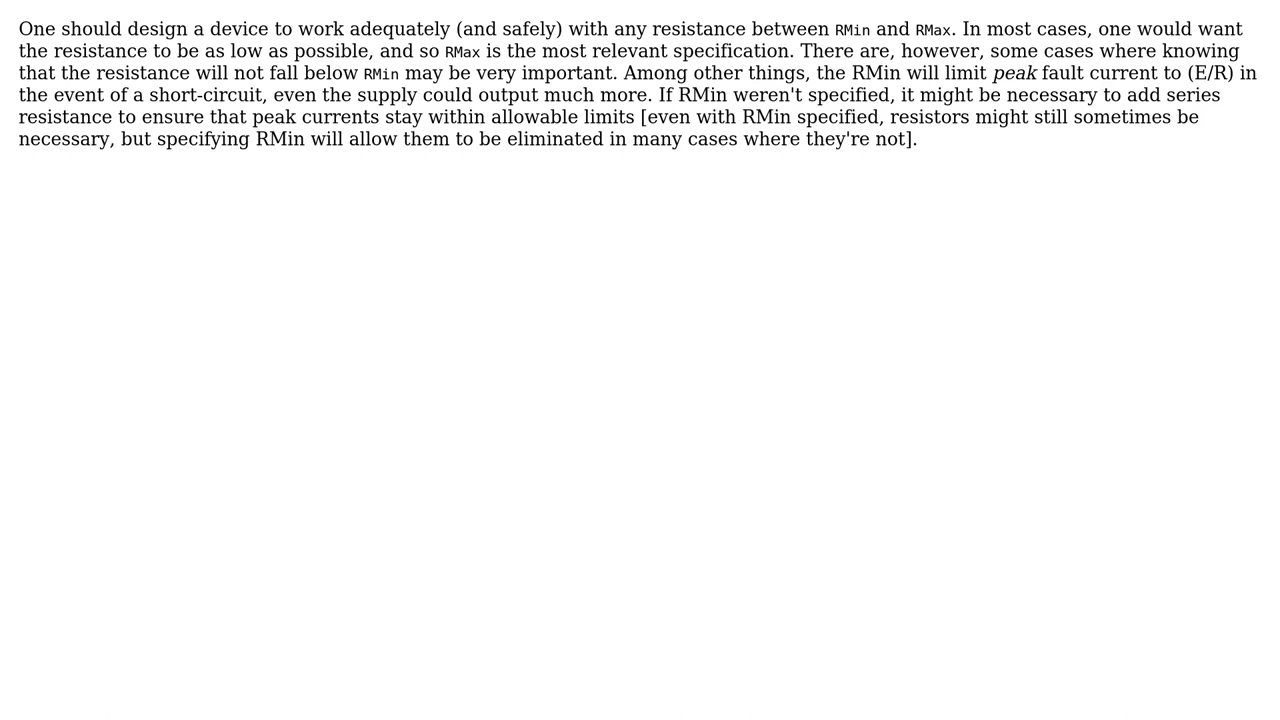 One should design a device to work adequately (and safely) with any resistance between RMin and RMax. In most cases, one would want
the resistance to be as low as possible, and so RMax is the most relevant specification. There are, however, some cases where knowing
that the resistance will not fall below RMin may be very important. Among other things, the RMin will limit peak fault current to (E/R) in
the event of a short-circuit, even the supply could output much more. If RMin weren't specified, it might be necessary to add series
resistance to ensure that peak currents stay within allowable limits [even with RMin specified, resistors might still sometimes be
necessary, but specifying RMin will allow them to be eliminated in many cases where they're not].